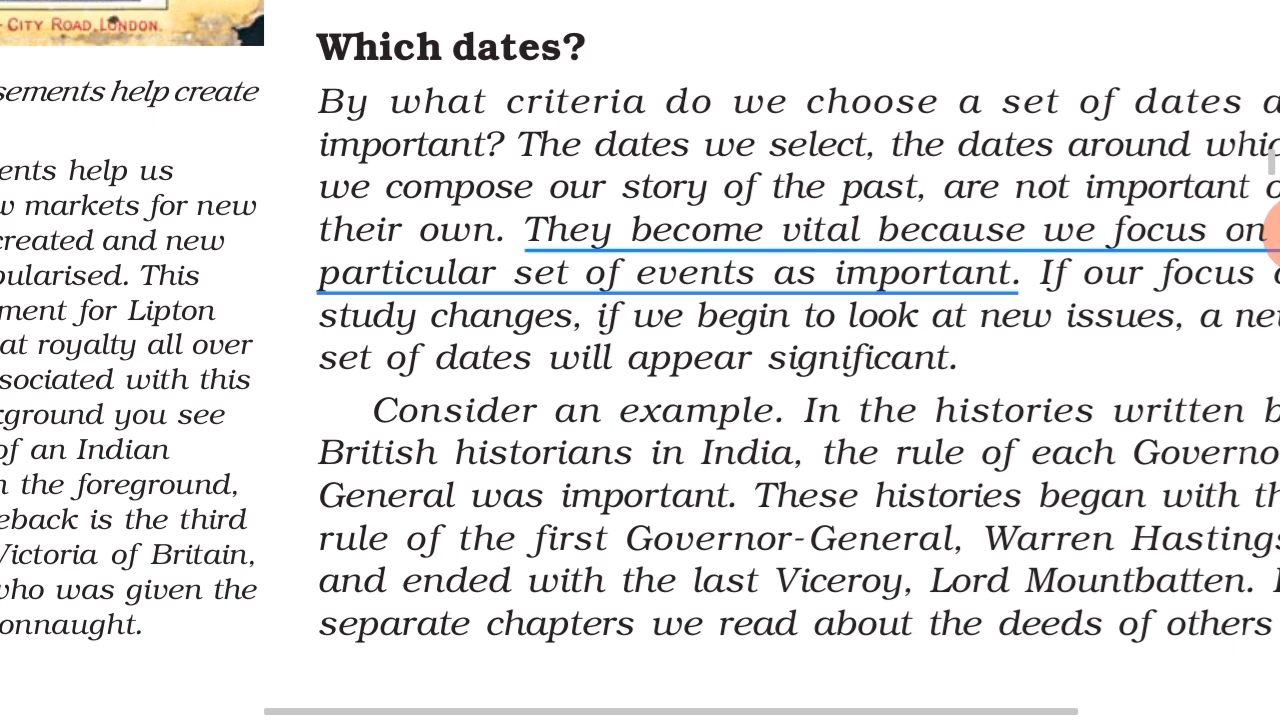 - CITY ROAD, LONDON.
sements help create
ents help us
w markets for new
created and new
pularised. This
ment for Lipton
at royalty all over
ssociated with this
kground you see
of an Indian
n the foreground,
eback is the third
Victoria of Britain,
who was given the
onnaught.
Which dates?
By what criteria do we choose a set of dates a
important? The dates we select, the dates around whic
we compose our story of the past, are not important o
their own. They become vital because we focus on
particular set of events as important. If our focus o
study changes, if we begin to look at new issues, a ne
set of dates will appear significant.
Consider an example. In the histories written b
British historians in India, the rule of each Governo
General was important. These histories began with th
rule of the first Governor-General, Warren Hastings
and ended with the last Viceroy, Lord Mountbatten.
separate chapters we read about the deeds of others